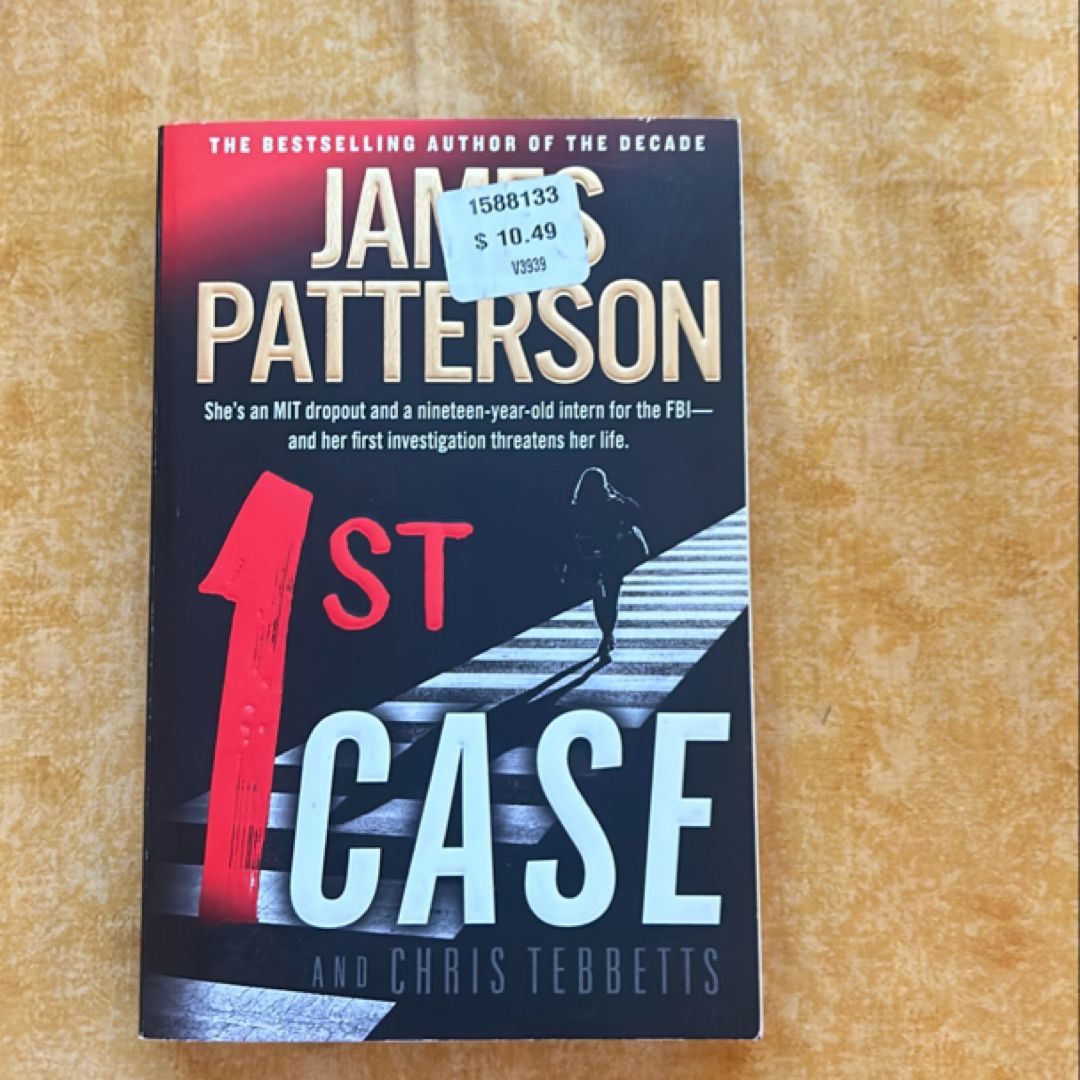 THE BESTSELLING AUTHOR OF THE DECADE
JAMES
1588133
$ 10.49
V3939
PATTERSON
She's an MIT dropout and a nineteen-year-old intern for the FBI—
and her first investigation threatens her life.
1ST
CASE
AND CHRIS TEBBETTS